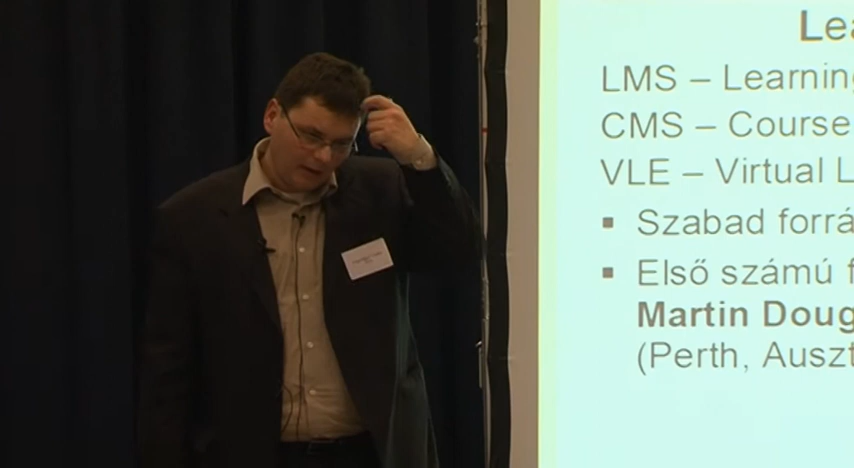 Lea
LMS – Learning
CMS – Course
VLE – Virtual L
▪ Szabad forrá
▪ Első számú f
Martin Doug
(Perth, Auszt